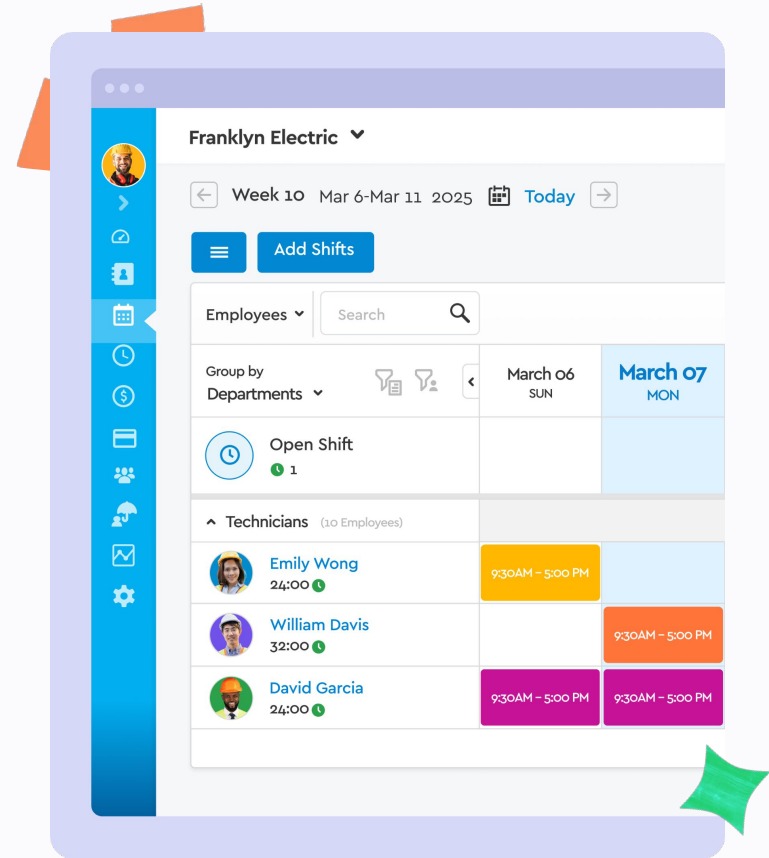 Franklyn Electric
Week 10 Mar 6-Mar 11 2025 Today
Add Shifts
Employees Search
Group by
Departments
March 06
SUN
March 07
MON
Open Shift
1
Technicians (10 Employees)
Emily Wong
24:00
9:30AM – 5:00 PM
William Davis
32:00
9:30AM – 5:00 PM
David Garcia
24:00
9:30AM – 5:00 PM 9:30AM – 5:00 PM